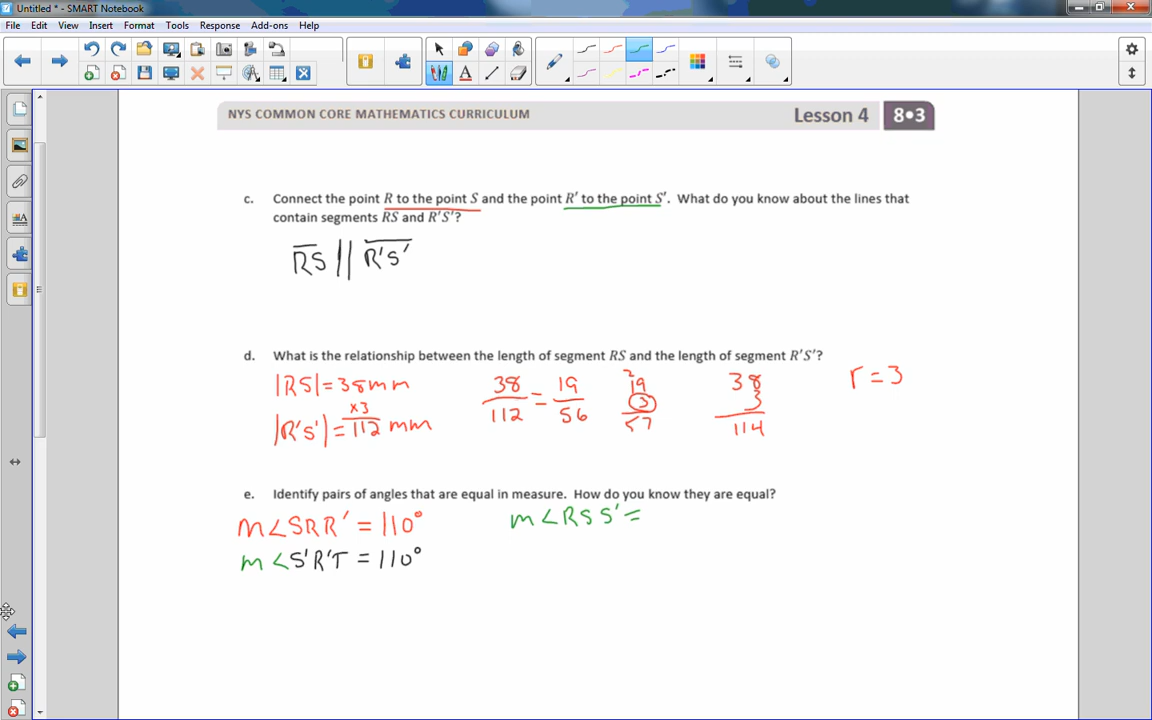 Untitled * - SMART Notebook
File Edit View Insert Format Tools Response Add-ons Help
NYS COMMON CORE MATHEMATICS CURRICULUM Lesson 4 8•3
c. Connect the point R to the point S and the point R′ to the point S′. What do you know about the lines that
contain segments RS and R′S′?
RS || R'S'
d. What is the relationship between the length of segment RS and the length of segment R′S′?
|RS| = 38mm
x3
|R'S'| = 112 mm
38/112 = 19/56
2
19
3
57
38
3
114
r = 3
e. Identify pairs of angles that are equal in measure. How do you know they are equal?
m∠SRR' = 110° m∠RSS' =
m∠S'R'T = 110°